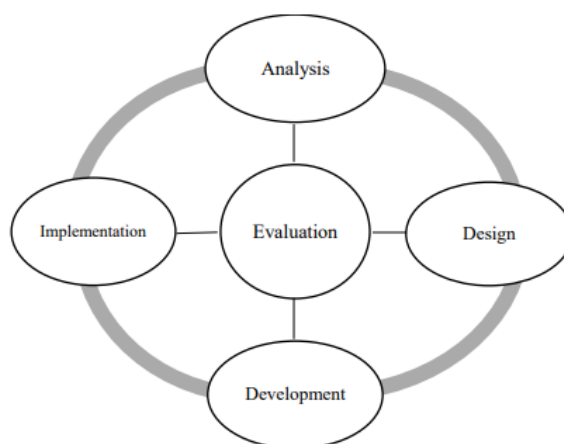 Analysis
Implementation
Evaluation
Design
Development